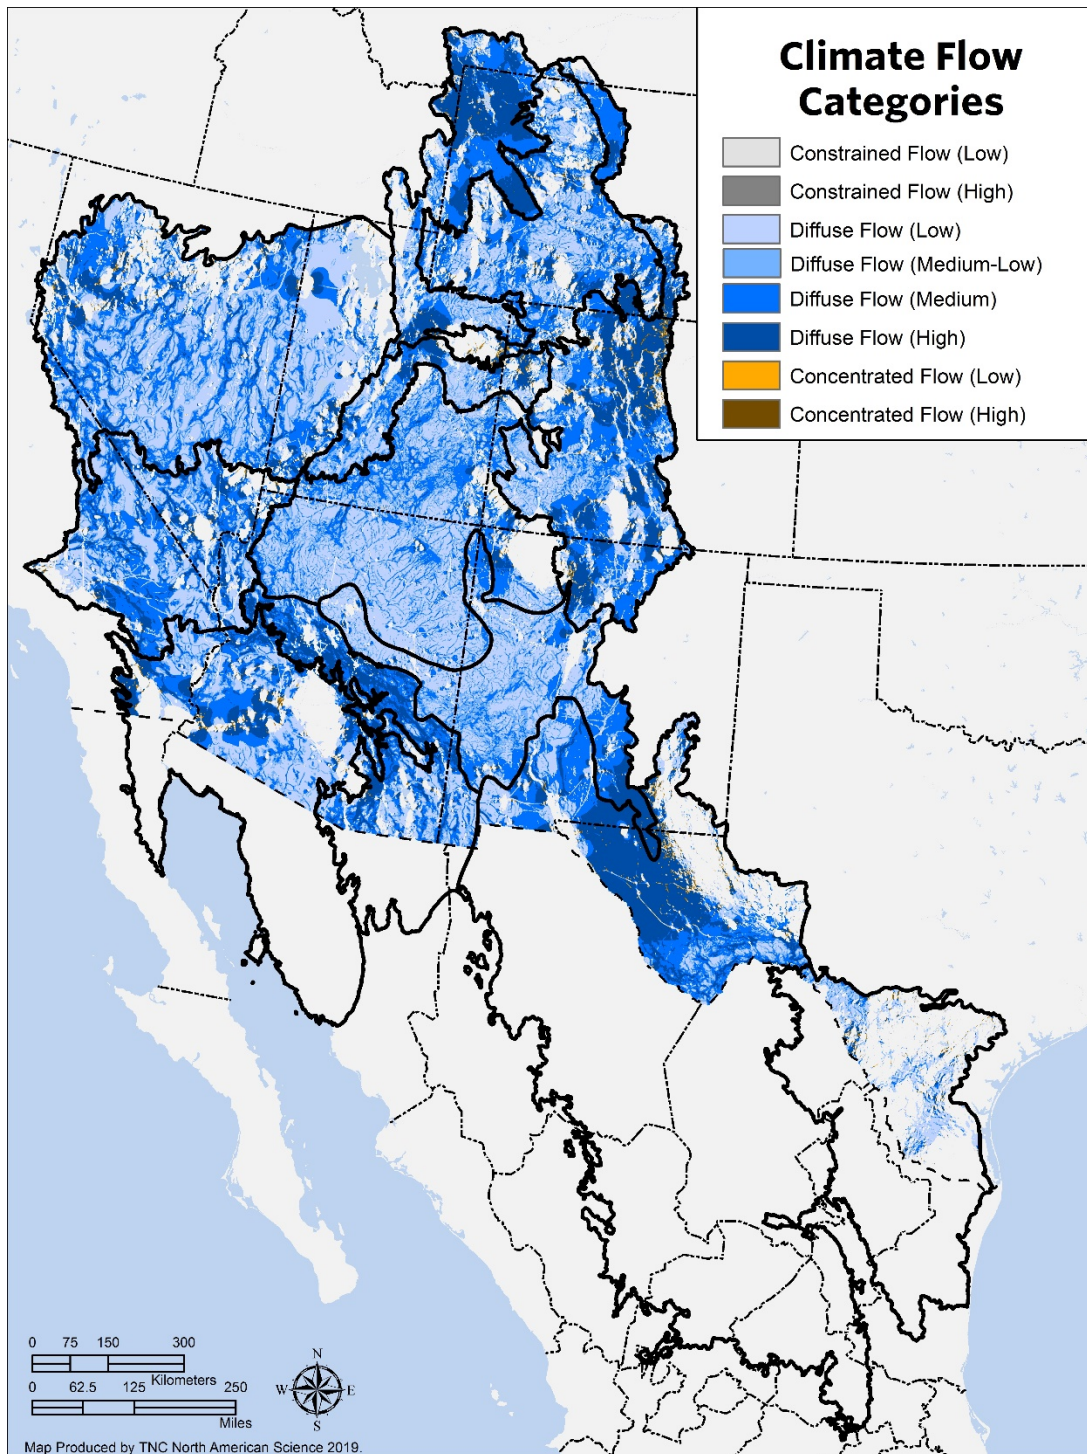 Climate Flow
Categories
Constrained Flow (Low)
Constrained Flow (High)
Diffuse Flow (Low)
Diffuse Flow (Medium-Low)
Diffuse Flow (Medium)
Diffuse Flow (High)
Concentrated Flow (Low)
Concentrated Flow (High)
0 75 150 300
Kilometers
0 62.5 125 250
Miles
N
W E
S
Map Produced by TNC North American Science 2019.